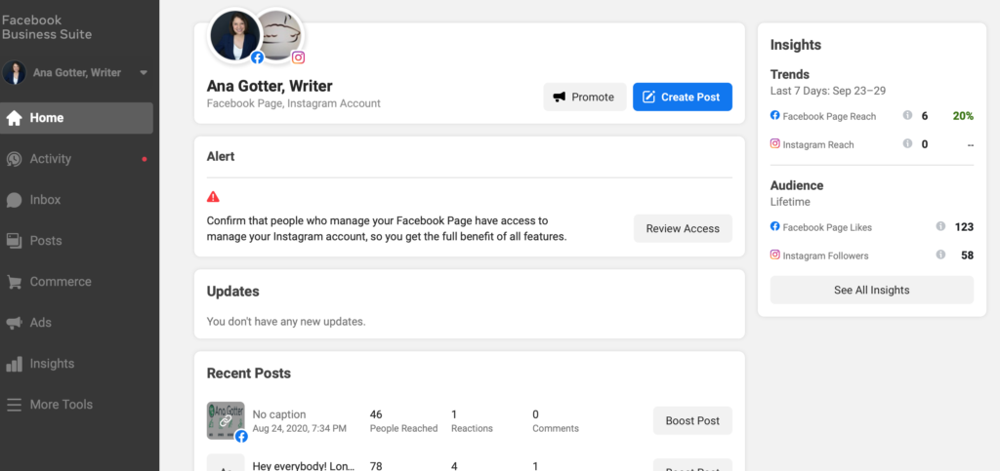 Facebook
Business Suite
Ana Gotter, Writer
Home
Activity
Inbox
Posts
Commerce
Ads
Insights
More Tools
Ana Gotter, Writer
Facebook Page, Instagram Account
Promote
Create Post
Alert
Confirm that people who manage your Facebook Page have access to
manage your Instagram account, so you get the full benefit of all features.
Review Access
Updates
You don't have any new updates.
Recent Posts
Ana Gotter
No caption
46
1
0
Boost Post
Aug 24, 2020, 7:34 PM
People Reached
Reactions
Comments
Hey everybody! Lon...
78
4
1
Boost Post
Insights
Trends
Last 7 Days: Sep 23–29
Facebook Page Reach
6
20%
Instagram Reach
0
--
Audience
Lifetime
Facebook Page Likes
123
Instagram Followers
58
See All Insights